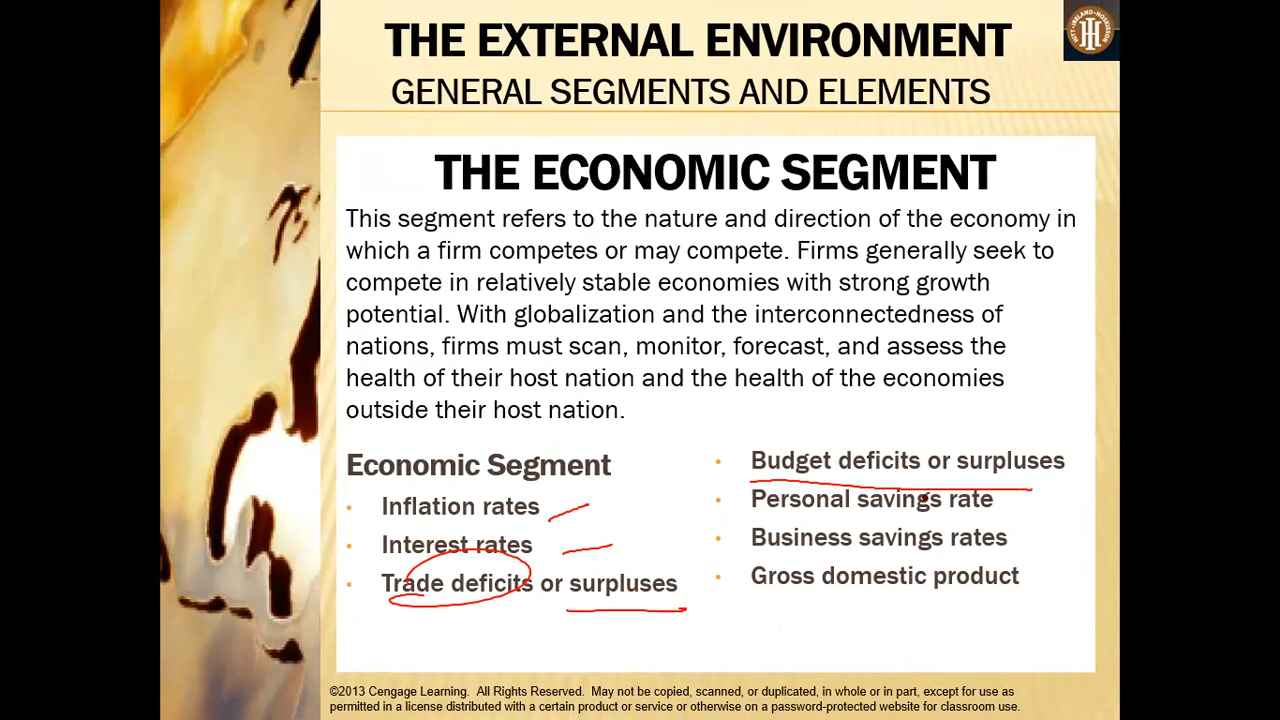 THE EXTERNAL ENVIRONMENT
GENERAL SEGMENTS AND ELEMENTS
HITT·IRELAND·HOSKISSON
THE ECONOMIC SEGMENT
This segment refers to the nature and direction of the economy in
which a firm competes or may compete. Firms generally seek to
compete in relatively stable economies with strong growth
potential. With globalization and the interconnectedness of
nations, firms must scan, monitor, forecast, and assess the
health of their host nation and the health of the economies
outside their host nation.
Economic Segment
• Inflation rates
• Interest rates
• Trade deficits or surpluses
• Budget deficits or surpluses
• Personal savings rate
• Business savings rates
• Gross domestic product
©2013 Cengage Learning. All Rights Reserved. May not be copied, scanned, or duplicated, in whole or in part, except for use as
permitted in a license distributed with a certain product or service or otherwise on a password-protected website for classroom use.